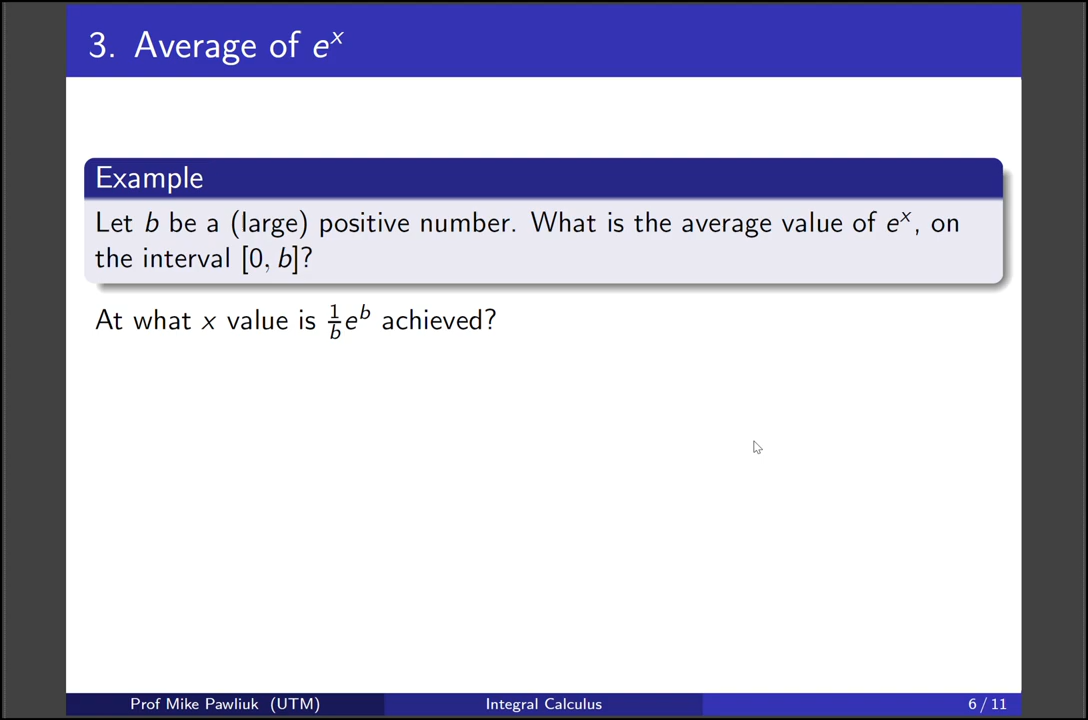 3. Average of e^x
Example
Let b be a (large) positive number. What is the average value of e^x, on
the interval [0, b]?
At what x value is \frac{1}{b}e^b achieved?
Prof Mike Pawliuk (UTM)
Integral Calculus
6 / 11